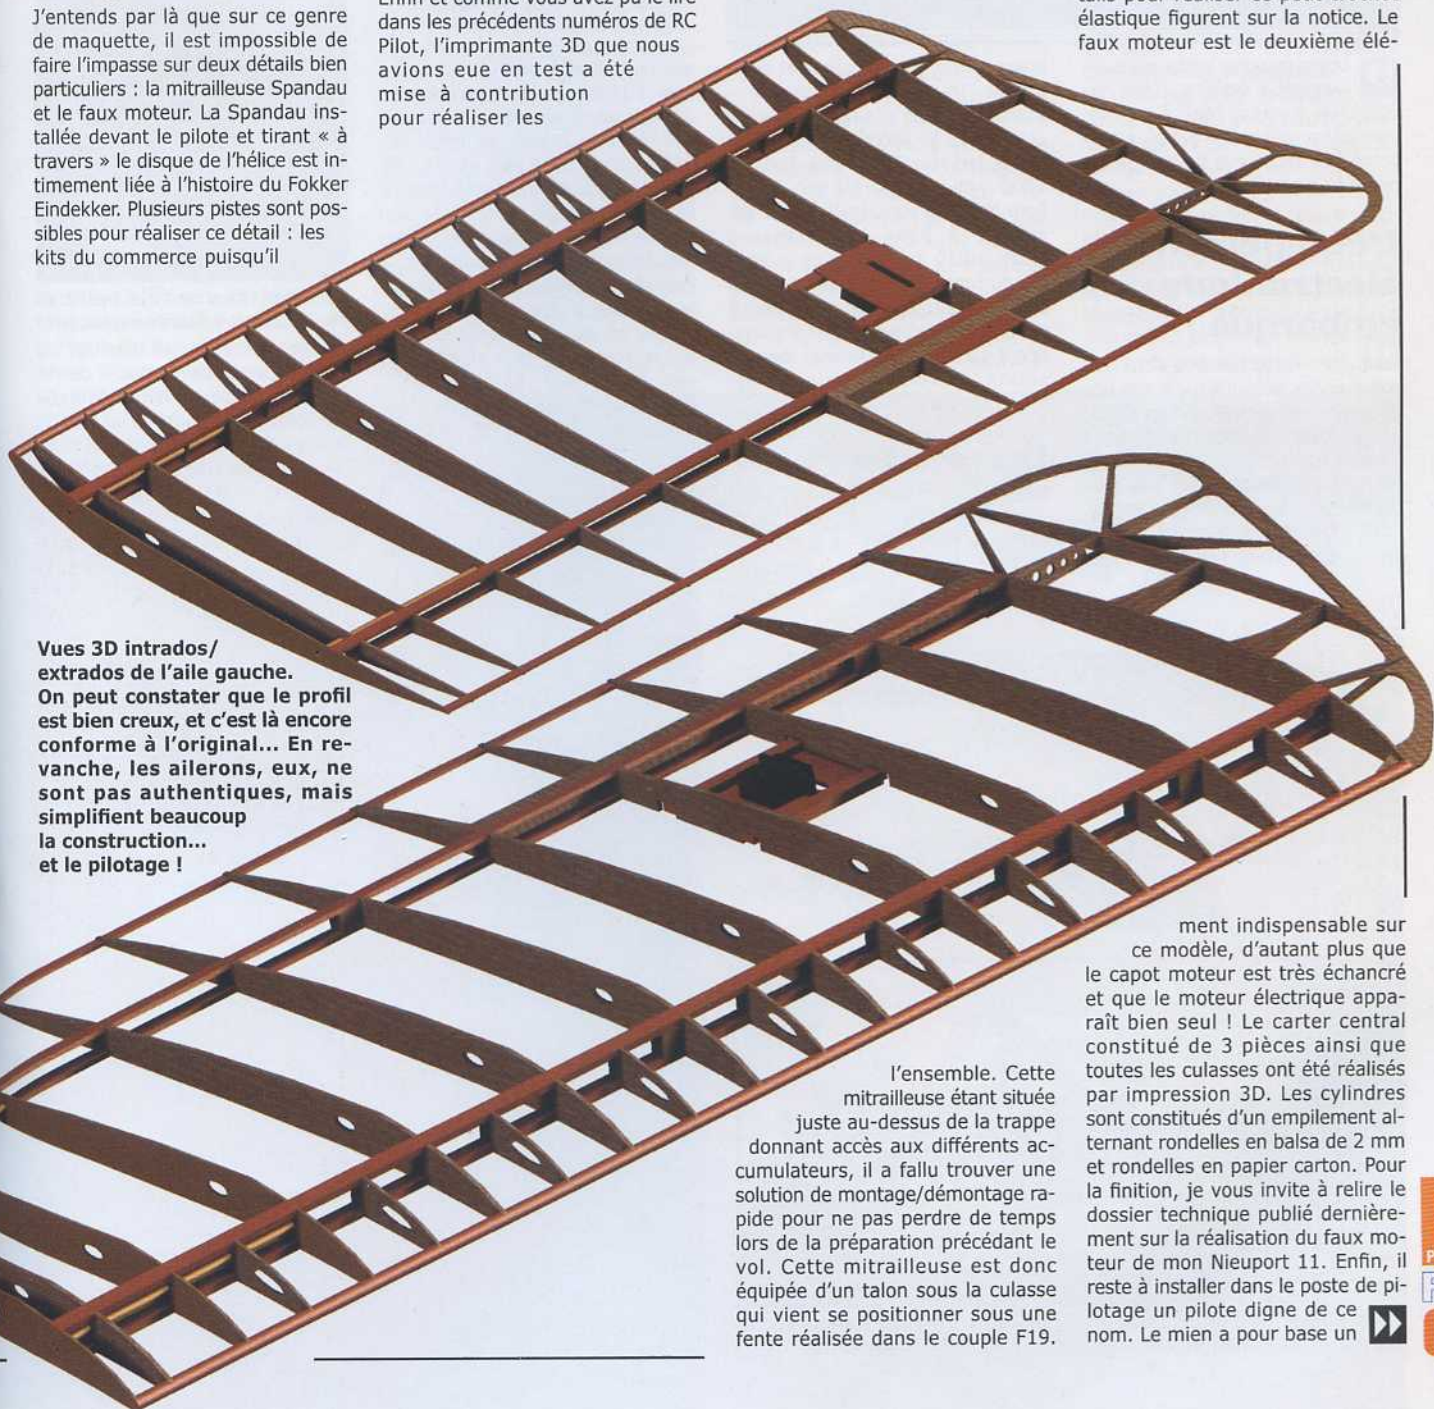 J'entends par là que sur ce genre
de maquette, il est impossible de
faire l'impasse sur deux détails bien
particuliers : la mitrailleuse Spandau
et le faux moteur. La Spandau ins-
tallée devant le pilote et tirant « à
travers » le disque de l'hélice est in-
timement liée à l'histoire du Fokker
Eindekker. Plusieurs pistes sont pos-
sibles pour réaliser ce détail : les
kits du commerce puisqu'il
Enfin et comme vous avez pu le lire
dans les précédents numéros de RC
Pilot, l'imprimante 3D que nous
avions eue en test a été
mise à contribution
pour réaliser les
élastique figurent sur la notice. Le
faux moteur est le deuxième élé-
Vues 3D intrados/
extrados de l'aile gauche.
On peut constater que le profil
est bien creux, et c'est là encore
conforme à l'original... En re-
vanche, les ailerons, eux, ne
sont pas authentiques, mais
simplifient beaucoup
la construction...
et le pilotage !
l'ensemble. Cette
mitrailleuse étant située
juste au-dessus de la trappe
donnant accès aux différents ac-
cumulateurs, il a fallu trouver une
solution de montage/démontage ra-
pide pour ne pas perdre de temps
lors de la préparation précédant le
vol. Cette mitrailleuse est donc
équipée d'un talon sous la culasse
qui vient se positionner sous une
fente réalisée dans le couple F19.
ment indispensable sur
ce modèle, d'autant plus que
le capot moteur est très échancré
et que le moteur électrique appa-
raît bien seul ! Le carter central
constitué de 3 pièces ainsi que
toutes les culasses ont été réalisés
par impression 3D. Les cylindres
sont constitués d'un empilement al-
ternant rondelles en balsa de 2 mm
et rondelles en papier carton. Pour
la finition, je vous invite à relire le
dossier technique publié dernière-
ment sur la réalisation du faux mo-
teur de mon Nieuport 11. Enfin, il
reste à installer dans le poste de pi-
lotage un pilote digne de ce
nom. Le mien a pour base un